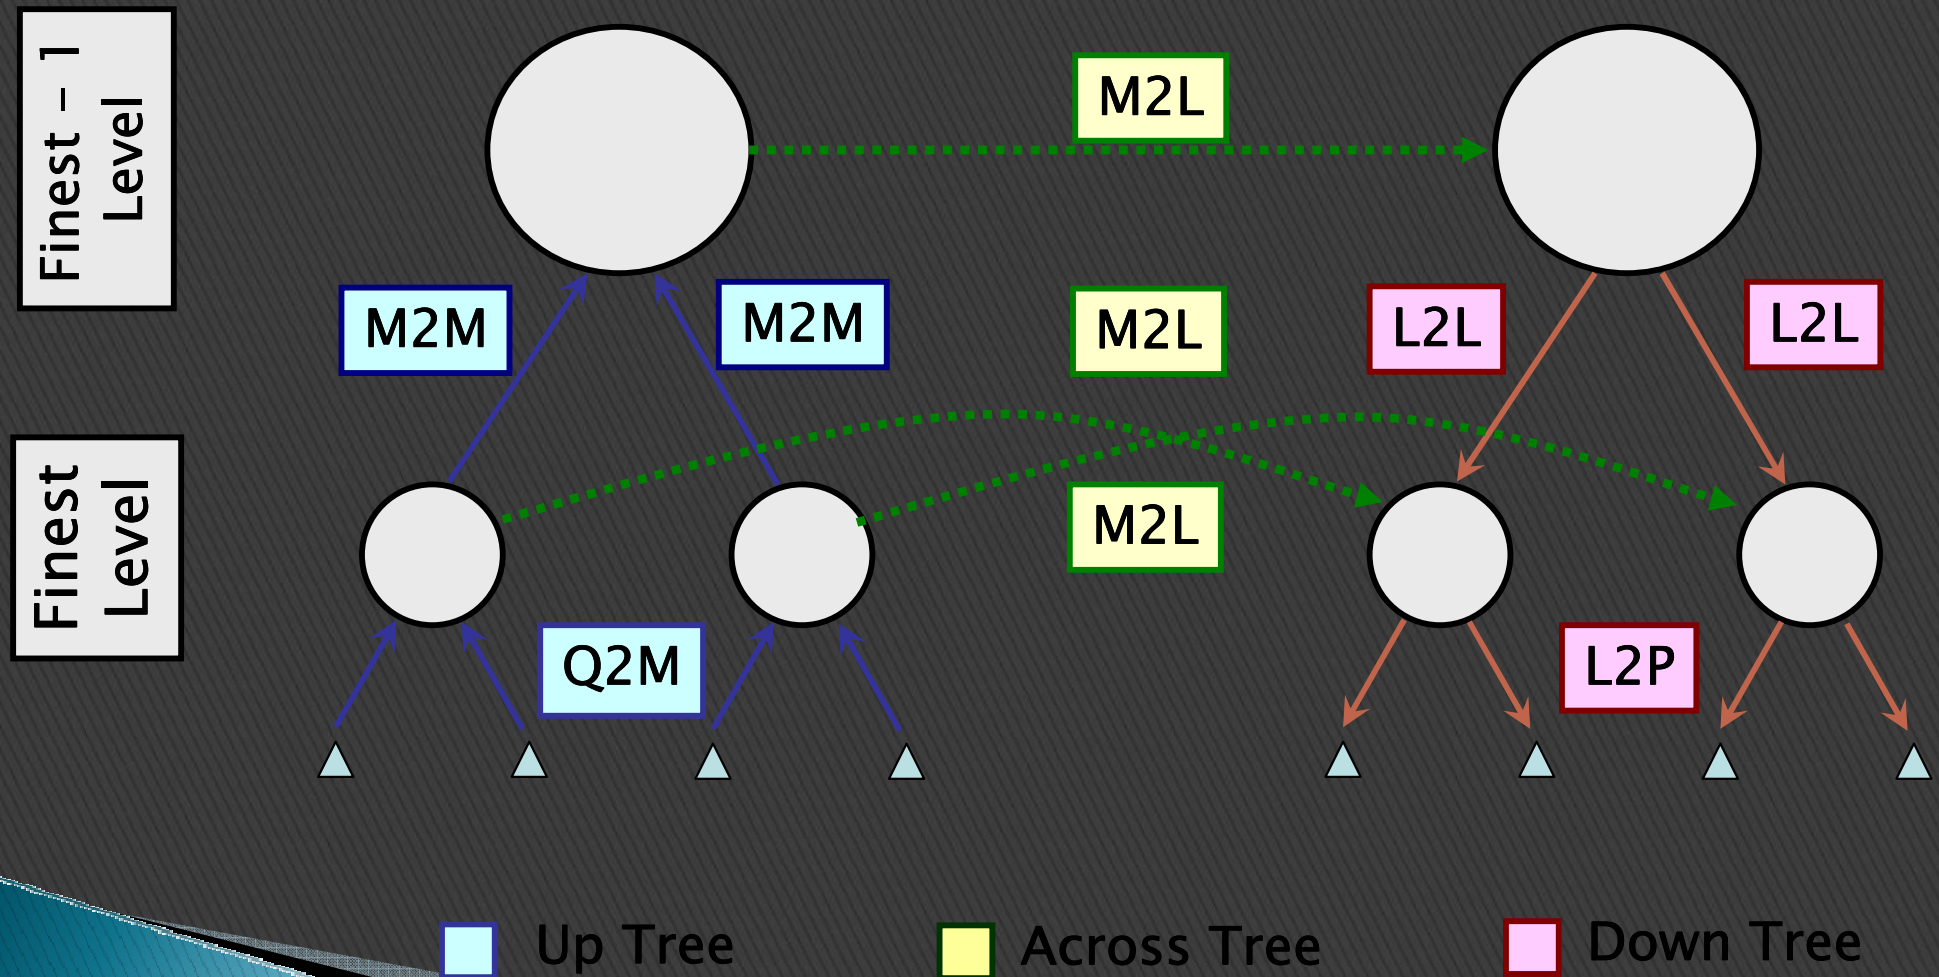 Finest – 1
Level
M2L
M2M
M2M
M2L
L2L
L2L
Finest
Level
M2L
Q2M
L2P
Up Tree
Across Tree
Down Tree